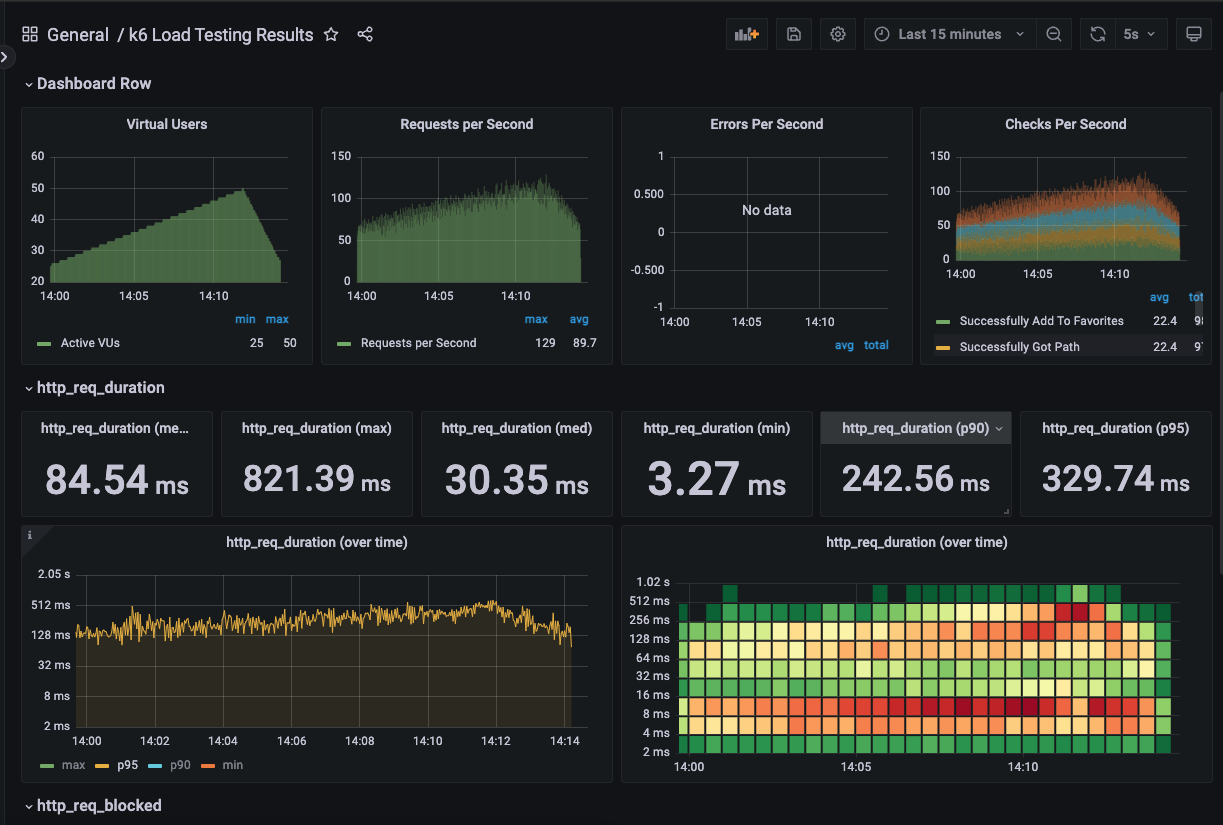 General / k6 Load Testing Results
Last 15 minutes
5s
Dashboard Row
Virtual Users
60
50
40
30
20
14:00 14:05 14:10
min max
Active VUs 25 50
Requests per Second
150
100
50
0
14:00 14:05 14:10
max avg
Requests per Second 129 89.7
Errors Per Second
1
0.500
0
-0.500
-1
No data
14:00 14:05 14:10
avg total
Checks Per Second
150
100
50
0
14:00 14:05 14:10
avg
Successfully Add To Favorites 22.4
Successfully Got Path 22.4
http_req_duration
http_req_duration (me...
84.54 ms
http_req_duration (max)
821.39 ms
http_req_duration (med)
30.35 ms
http_req_duration (min)
3.27 ms
http_req_duration (p90)
242.56 ms
http_req_duration (p95)
329.74 ms
i
http_req_duration (over time)
2.05 s
512 ms
128 ms
32 ms
8 ms
2 ms
14:00 14:02 14:04 14:06 14:08 14:10 14:12 14:14
max p95 p90 min
http_req_duration (over time)
1.02 s
512 ms
256 ms
128 ms
64 ms
32 ms
16 ms
8 ms
4 ms
2 ms
14:00 14:05 14:10
http_req_blocked